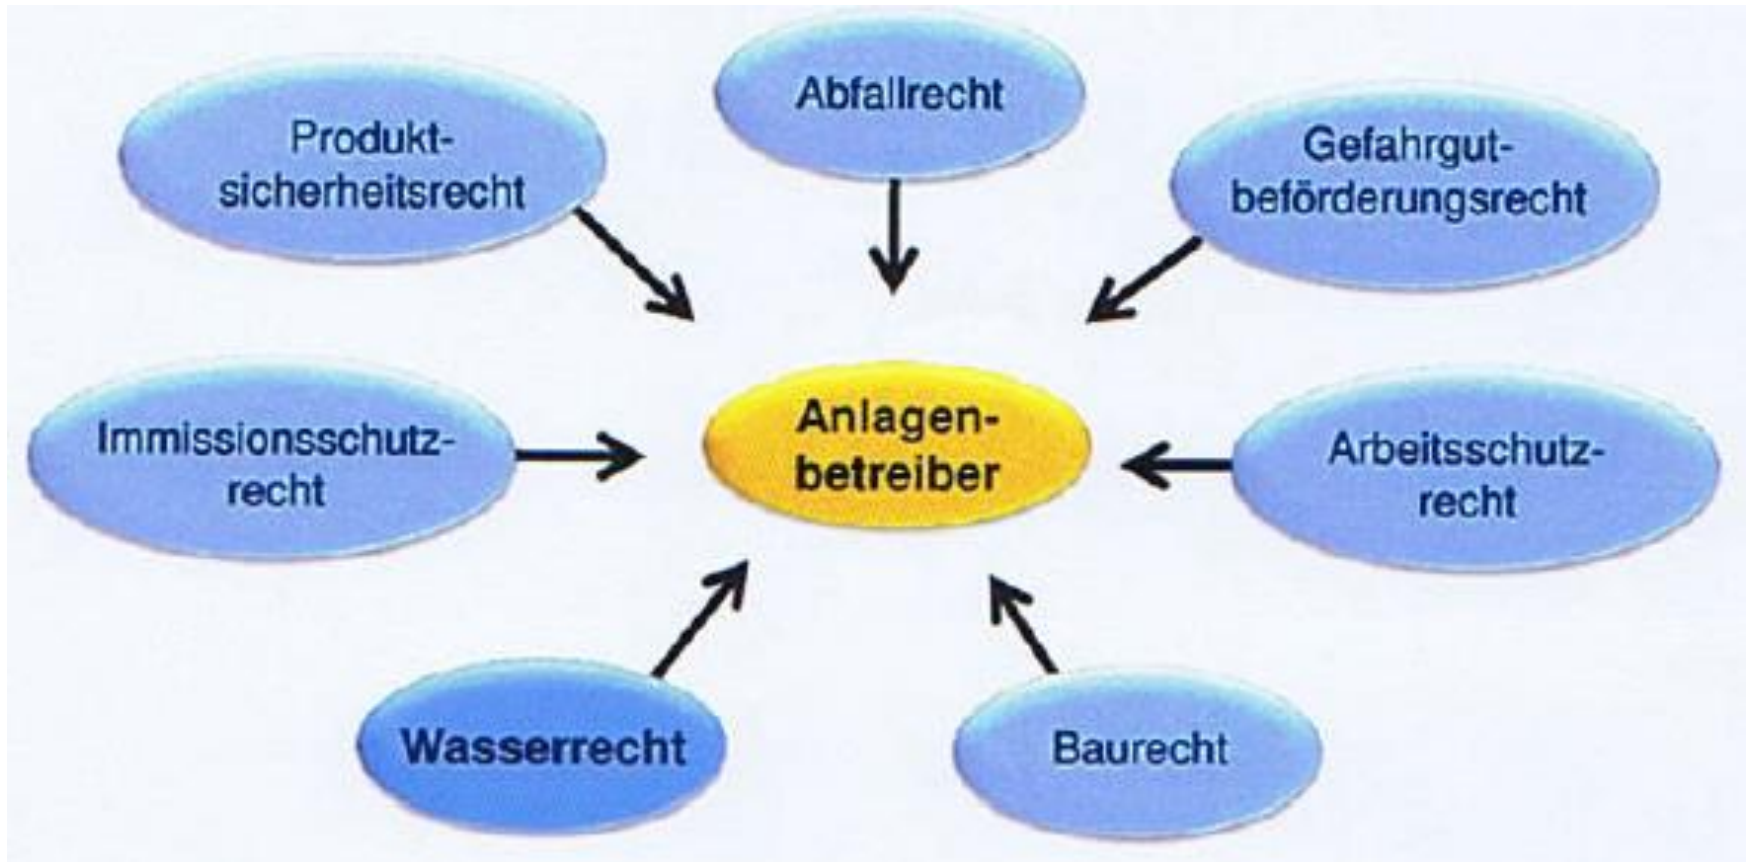 Abfallrecht
Produkt-
sicherheitsrecht
Gefahrgut-
beförderungsrecht
Immissionsschutz-
recht
Anlagen-
betreiber
Arbeitsschutz-
recht
Wasserrecht
Baurecht